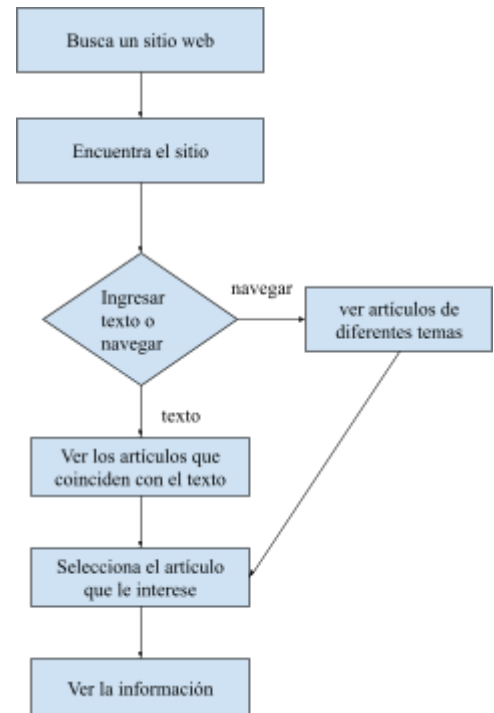 Busca un sitio web
Encuentra el sitio
Ingresar
texto o
navegar
navegar
ver artículos de
diferentes temas
texto
Ver los artículos que
coinciden con el texto
Selecciona el artículo
que le interese
Ver la información